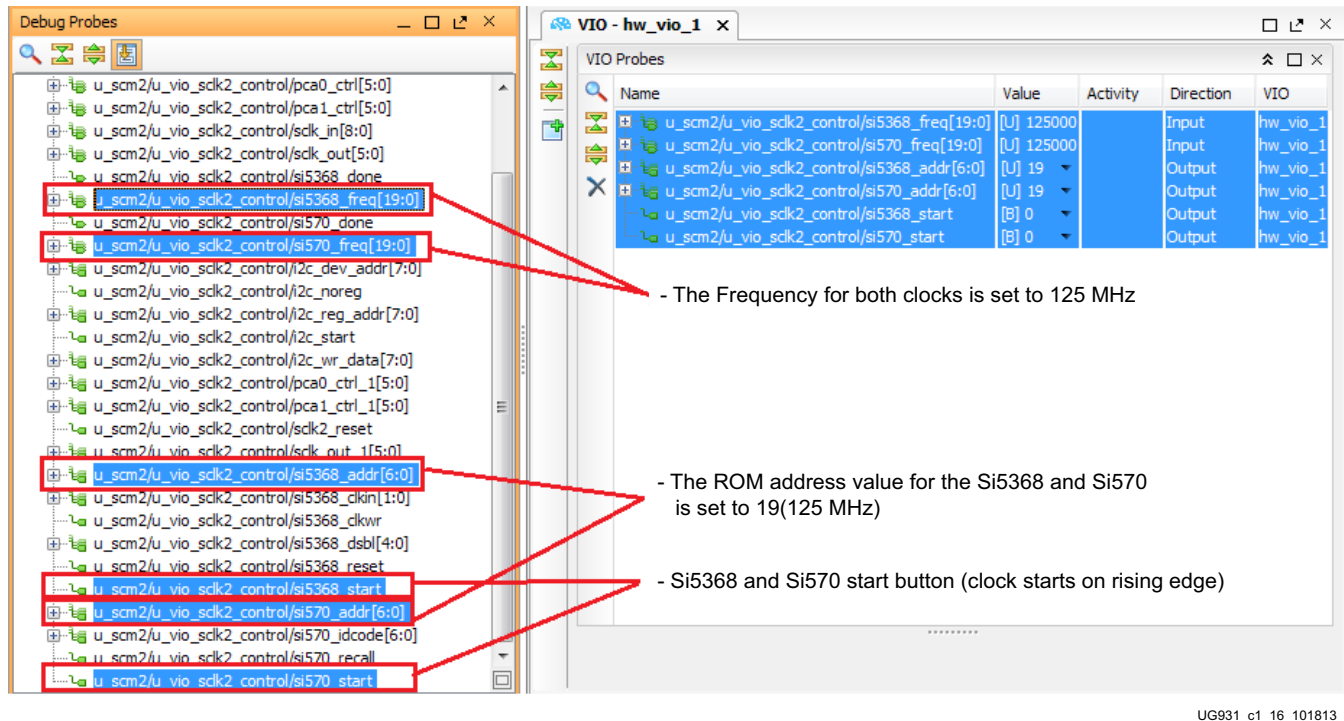 Debug Probes
u_scm2/u_vio_sclk2_control/pca0_ctrl[5:0]
u_scm2/u_vio_sclk2_control/pca1_ctrl[5:0]
u_scm2/u_vio_sclk2_control/sclk_in[8:0]
u_scm2/u_vio_sclk2_control/sclk_out[5:0]
u_scm2/u_vio_sclk2_control/si5368_done
u_scm2/u_vio_sclk2_control/si5368_freq[19:0]
u_scm2/u_vio_sclk2_control/si570_done
u_scm2/u_vio_sclk2_control/si570_freq[19:0]
u_scm2/u_vio_sclk2_control/i2c_dev_addr[7:0]
u_scm2/u_vio_sclk2_control/i2c_noreg
u_scm2/u_vio_sclk2_control/i2c_reg_addr[7:0]
u_scm2/u_vio_sclk2_control/i2c_start
u_scm2/u_vio_sclk2_control/i2c_wr_data[7:0]
u_scm2/u_vio_sclk2_control/pca0_ctrl_1[5:0]
u_scm2/u_vio_sclk2_control/pca1_ctrl_1[5:0]
u_scm2/u_vio_sclk2_control/sclk2_reset
u_scm2/u_vio_sclk2_control/sclk_out_1[5:0]
u_scm2/u_vio_sclk2_control/si5368_addr[6:0]
u_scm2/u_vio_sclk2_control/si5368_clkin[1:0]
u_scm2/u_vio_sclk2_control/si5368_clkwr
u_scm2/u_vio_sclk2_control/si5368_dsbl[4:0]
u_scm2/u_vio_sclk2_control/si5368_reset
u_scm2/u_vio_sclk2_control/si5368_start
u_scm2/u_vio_sclk2_control/si570_addr[6:0]
u_scm2/u_vio_sclk2_control/si570_idcode[6:0]
u_scm2/u_vio_sclk2_control/si570_recall
u_scm2/u_vio_sclk2_control/si570_start
VIO - hw_vio_1
VIO Probes
Name Value Activity Direction VIO
u_scm2/u_vio_sclk2_control/si5368_freq[19:0] [U] 125000 Input hw_vio_1
u_scm2/u_vio_sclk2_control/si570_freq[19:0] [U] 125000 Input hw_vio_1
u_scm2/u_vio_sclk2_control/si5368_addr[6:0] [U] 19 Output hw_vio_1
u_scm2/u_vio_sclk2_control/si570_addr[6:0] [U] 19 Output hw_vio_1
u_scm2/u_vio_sclk2_control/si5368_start [B] 0 Output hw_vio_1
u_scm2/u_vio_sclk2_control/si570_start [B] 0 Output hw_vio_1
- The Frequency for both clocks is set to 125 MHz
- The ROM address value for the Si5368 and Si570
is set to 19(125 MHz)
- Si5368 and Si570 start button (clock starts on rising edge)
UG931_c1_16_101813